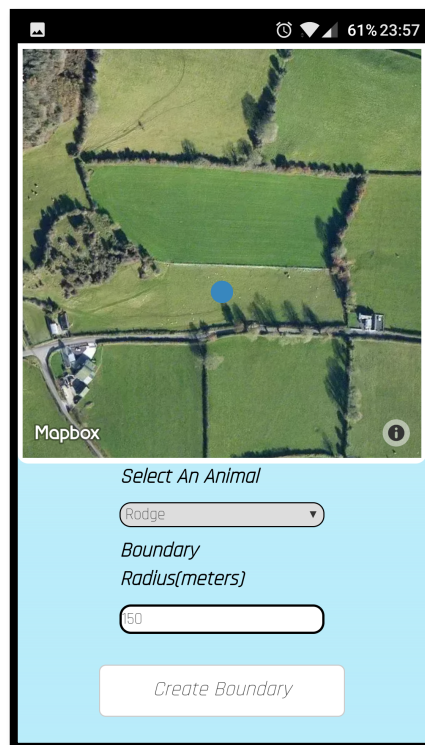 61% 23:57
Mapbox
Select An Animal
Rodge
Boundary
Radius(meters)
150
Create Boundary